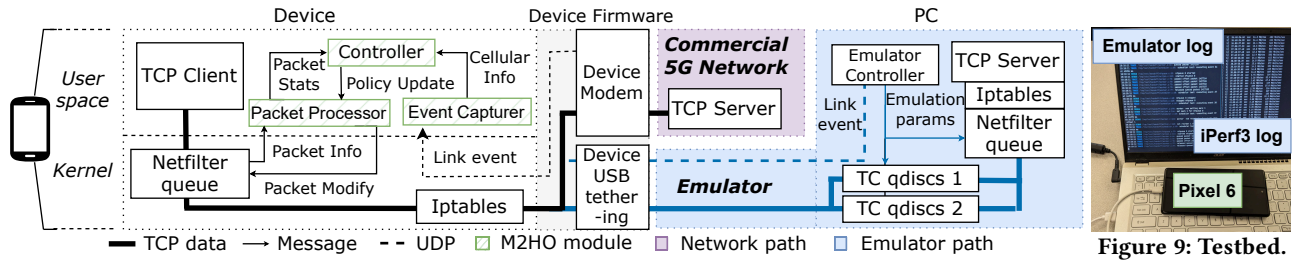 Device
Device Firmware
PC
User
space
Kernel
TCP Client
Packet
Stats
Controller
Policy Update
Cellular
Info
Packet Processor
Event Capturer
Packet Info
Link event
Netfilter
queue
Packet Modify
Iptables
Device
Modem
Device
USB
tether
-ing
Commercial
5G Network
TCP Server
Emulator
Emulator
Controller
Link
event
Emulation
params
TCP Server
Iptables
Netfilter
queue
TC qdiscs 1
TC qdiscs 2
TCP data
Message
UDP
M2HO module
Network path
Emulator path
Emulator log
iPerf3 log
Pixel 6
Figure 9: Testbed.